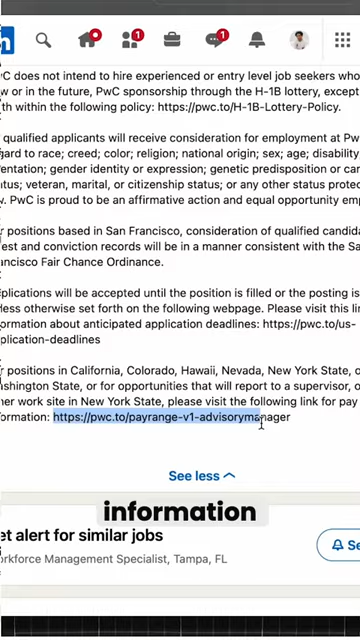 1
1
wC does not intend to hire experienced or entry level job seekers who
w or in the future, PwC sponsorship through the H-1B lottery, except
th within the following policy: https://pwc.to/H-1B-Lottery-Policy.
qualified applicants will receive consideration for employment at Pw
gard to race; creed; color; religion; national origin; sex; age; disability
entation; gender identity or expression; genetic predisposition or car
tus; veteran, marital, or citizenship status; or any other status protec
A. PwC is proud to be an affirmative action and equal opportunity emp
r positions based in San Francisco, consideration of qualified candida
est and conviction records will be in a manner consistent with the Sa
ancisco Fair Chance Ordinance.
plications will be accepted until the position is filled or the posting is
less otherwise set forth on the following webpage. Please visit this lin
ormation about anticipated application deadlines: https://pwc.to/us-
plication-deadlines
r positions in California, Colorado, Hawaii, Nevada, New York State, o
ashington State, or for opportunities that will report to a supervisor, o
her work site in New York State, please visit the following link for pay
ormation: https://pwc.to/payrange-v1-advisorymanager
See less
information
et alert for similar jobs
orkforce Management Specialist, Tampa, FL
Se